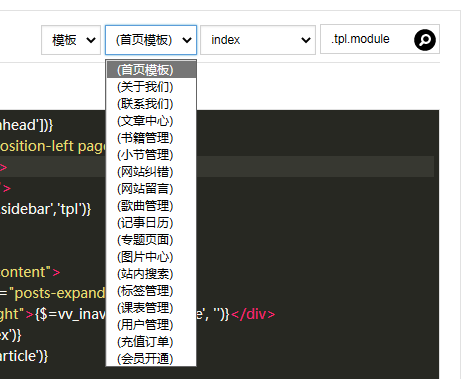 模板 (首页模板) index .tpl.module
(首页模板)
(关于我们)
(联系我们)
(文章中心)
(书籍管理)
(小节管理)
(网站纠错)
(网站留言)
(歌曲管理)
(记事日历)
(专题页面)
(图片中心)
(站内搜索)
(标签管理)
(课表管理)
(用户管理)
(充值订单)
(会员开通)
nhead'])}
osition-left pag
>
'>
sidebar','tpl')}
content">
="posts-expand
ght">{$=vv_inav e', '')}</div>
ex')}
article')}